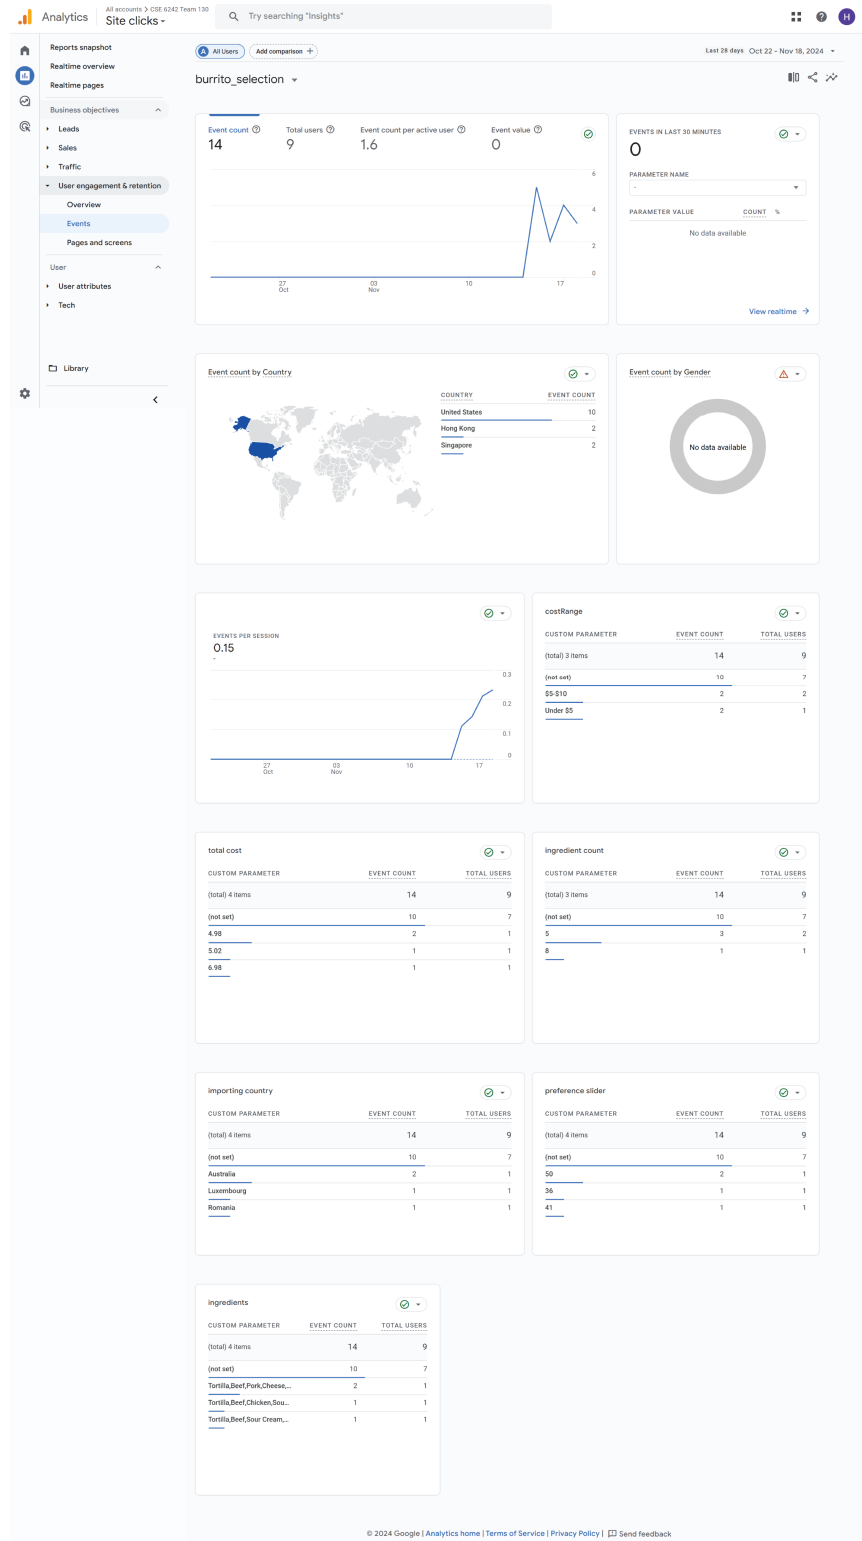 Analytics
All accounts > CSE 6242 Team 130
Site clicks
Try searching "Insights"
H
Reports snapshot
Realtime overview
Realtime pages
Business objectives
Leads
Sales
Traffic
User engagement & retention
Overview
Events
Pages and screens
User
User attributes
Tech
Library
A All Users
Add comparison +
Last 28 days Oct 22 - Nov 18, 2024
burrito_selection
Event count Total users Event count per active user Event value
14 9 1.6 0
6
4
2
0
27 03 10 17
Oct Nov
EVENTS IN LAST 30 MINUTES
0
PARAMETER NAME
-
PARAMETER VALUE COUNT %
No data available
View realtime
Event count by Country
COUNTRY EVENT COUNT
United States 10
Hong Kong 2
Singapore 2
Event count by Gender
No data available
EVENTS PER SESSION
0.15
-
0.3
0.2
0.1
0
27 03 10 17
Oct Nov
costRange
CUSTOM PARAMETER EVENT COUNT TOTAL USERS
(total) 3 items 14 9
(not set) 10 7
$5-$10 2 2
Under $5 2 1
total cost
CUSTOM PARAMETER EVENT COUNT TOTAL USERS
(total) 4 items 14 9
(not set) 10 7
4.98 2 1
5.02 1 1
6.98 1 1
ingredient count
CUSTOM PARAMETER EVENT COUNT TOTAL USERS
(total) 3 items 14 9
(not set) 10 7
5 3 2
8 1 1
importing country
CUSTOM PARAMETER EVENT COUNT TOTAL USERS
(total) 4 items 14 9
(not set) 10 7
Australia 2 1
Luxembourg 1 1
Romania 1 1
preference slider
CUSTOM PARAMETER EVENT COUNT TOTAL USERS
(total) 4 items 14 9
(not set) 10 7
50 2 1
36 1 1
41 1 1
ingredients
CUSTOM PARAMETER EVENT COUNT TOTAL USERS
(total) 4 items 14 9
(not set) 10 7
Tortilla,Beef,Pork,Cheese,... 2 1
Tortilla,Beef,Chicken,Sou... 1 1
Tortilla,Beef,Sour Cream,... 1 1
© 2024 Google | Analytics home | Terms of Service | Privacy Policy | Send feedback